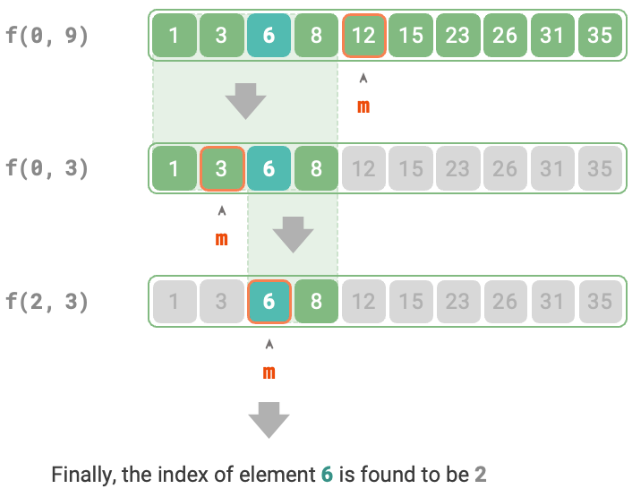 f(0, 9) 1 3 6 8 12 15 23 26 31 35
m
f(0, 3) 1 3 6 8 12 15 23 26 31 35
m
f(2, 3) 1 3 6 8 12 15 23 26 31 35
m
Finally, the index of element 6 is found to be 2